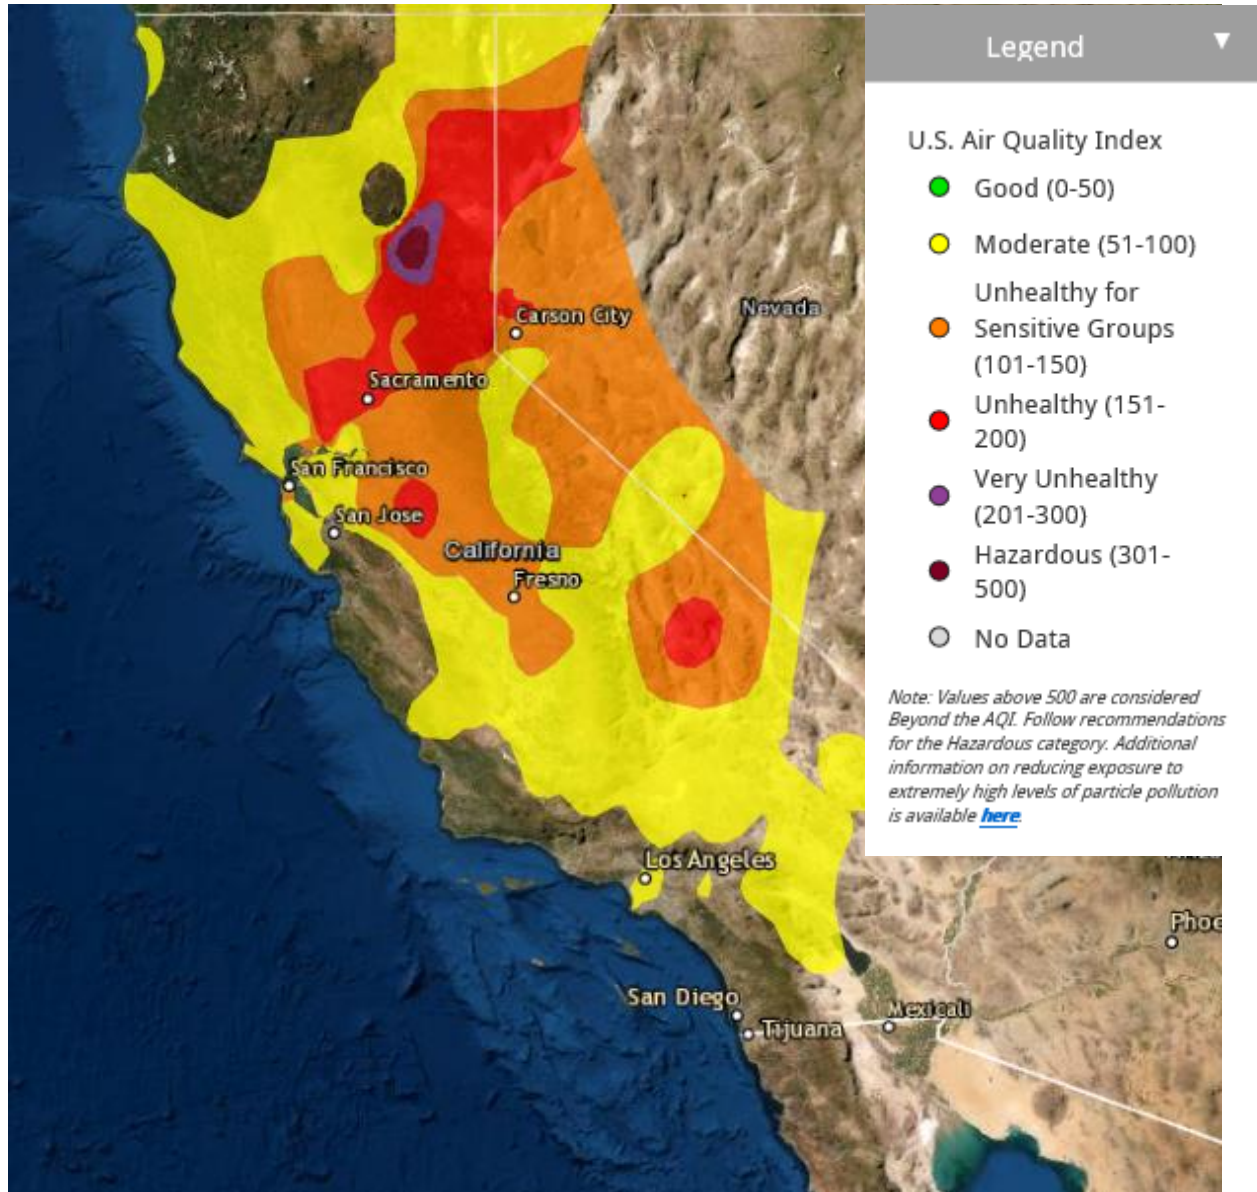 Legend ▼
U.S. Air Quality Index
Good (0-50)
Moderate (51-100)
Unhealthy for
Sensitive Groups
(101-150)
Unhealthy (151-
200)
Very Unhealthy
(201-300)
Hazardous (301-
500)
No Data
Note: Values above 500 are considered
Beyond the AQI. Follow recommendations
for the Hazardous category. Additional
information on reducing exposure to
extremely high levels of particle pollution
is available here.
Nevada
Carson City
Sacramento
San Francisco
San Jose
California
Fresno
Los Angeles
Phoe
San Diego
Mexicali
Tijuana